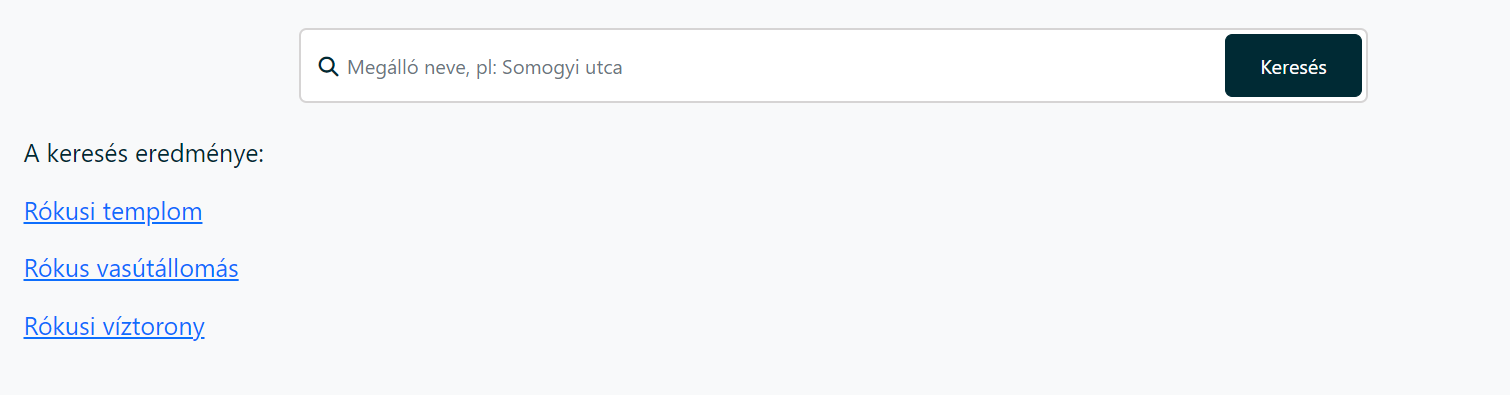 Megálló neve, pl: Somogyi utca
Keresés
A keresés eredménye:
Rókusi templom
Rókus vasútállomás
Rókusi víztorony